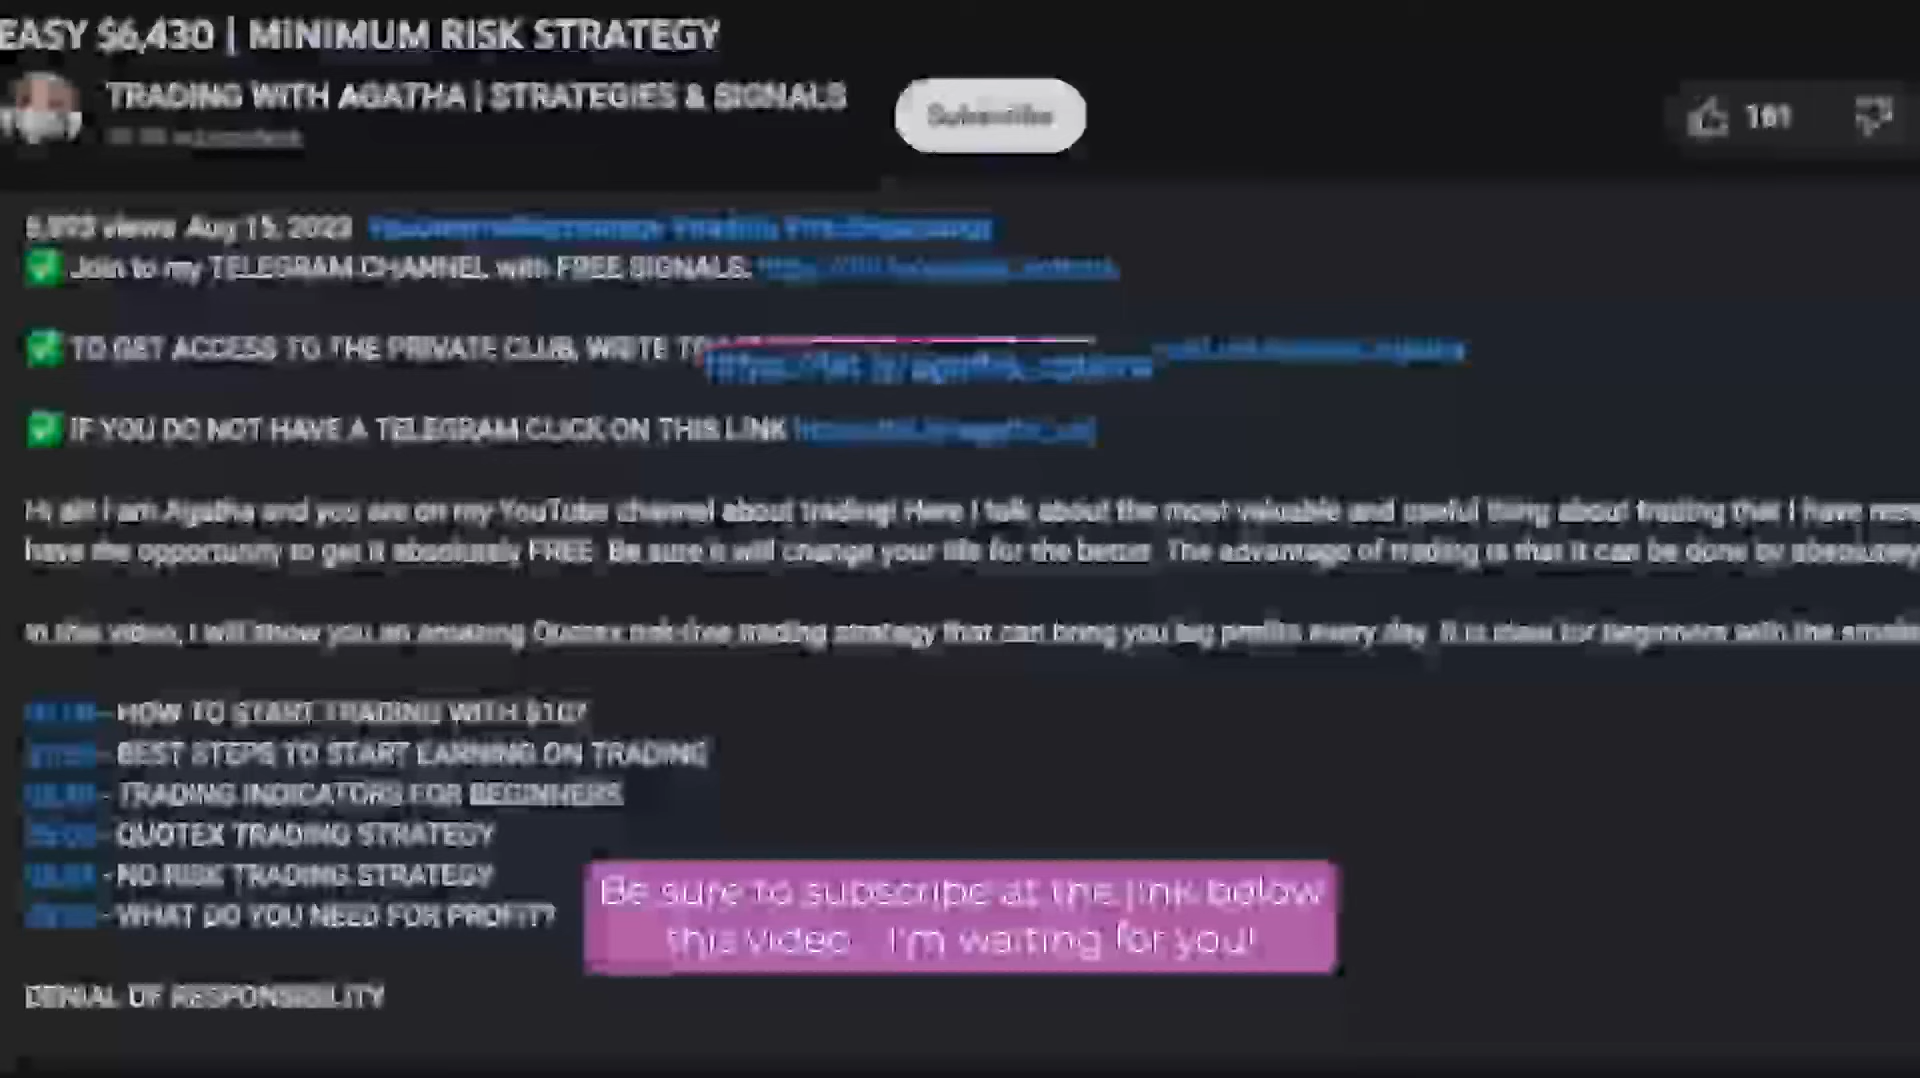 EASY $6,430 | MINIMUM RISK STRATEGY
TRADING WITH AGATHA | STRATEGIES & SIGNALS
Subscribe
181
views Aug 15, 2023
Join to my TELEGRAM CHANNEL with FREE SIGNALS:
TO GET ACCESS TO THE PRIVATE CLUB, WRITE TO
IF YOU DO NOT HAVE A TELEGRAM CLICK ON THIS LINK
Hi all! I am Agatha and you are on my YouTube channel about trading! Here I talk about the most valuable and useful thing about trading that I have
have the opportunity to get it absolutely FREE. Be sure it will change your life for the better. The advantage of trading is that it can be done by absolutely
In this video, I will show you an amazing Quotex risk-free trading strategy that can bring you big profits every day. It is ideal for beginners with the
- HOW TO START TRADING WITH $10?
- BEST STEPS TO START EARNING ON TRADING
- TRADING INDICATORS FOR BEGINNERS
- QUOTEX TRADING STRATEGY
- NO RISK TRADING STRATEGY
- WHAT DO YOU NEED FOR PROFIT?
Be sure to subscribe at the link below
this video I'm waiting for you!
DENIAL OF RESPONSIBILITY